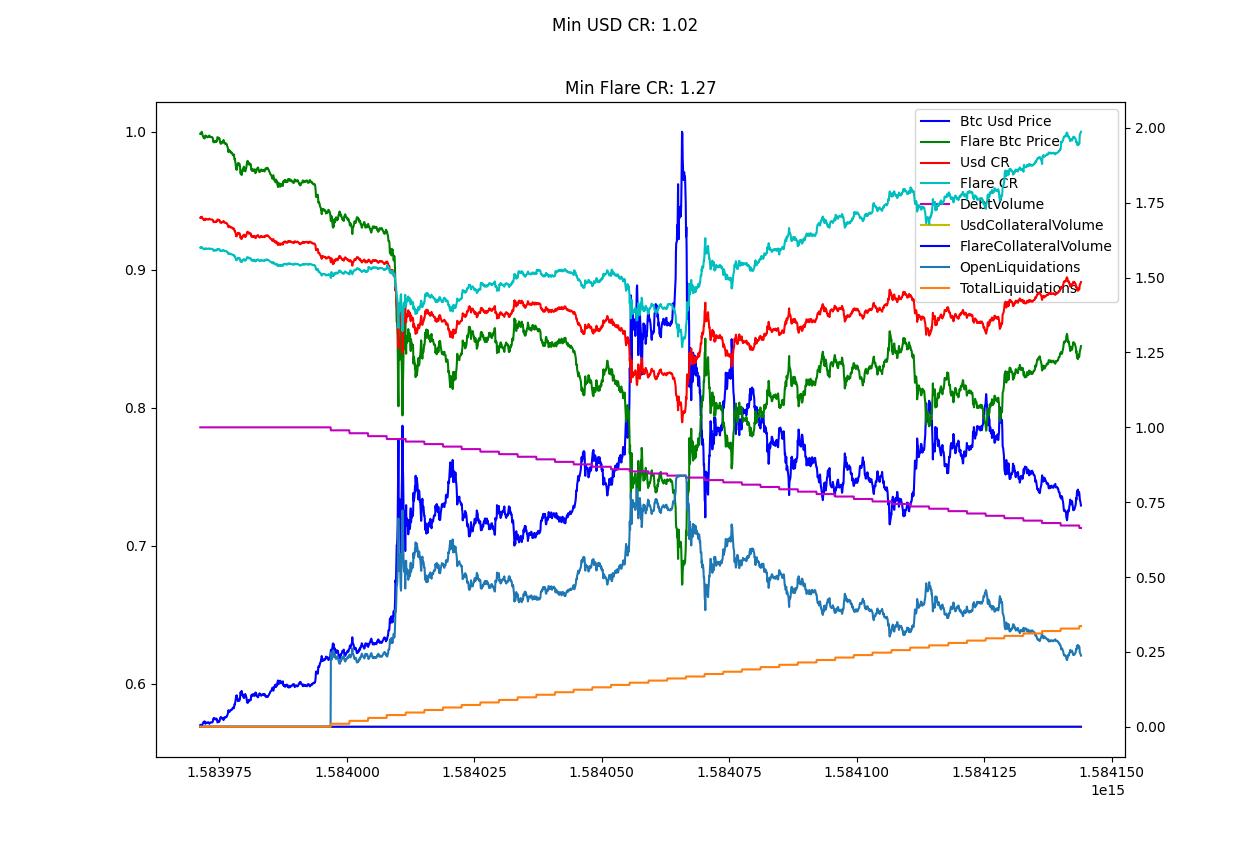 Min USD CR: 1.02
Min Flare CR: 1.27
Btc Usd Price
Flare Btc Price
Usd CR
Flare CR
DebtVolume
UsdCollateralVolume
FlareCollateralVolume
OpenLiquidations
TotalLiquidations
1.0
0.9
0.8
0.7
0.6
2.00
1.75
1.50
1.25
1.00
0.75
0.50
0.25
0.00
1.583975
1.584000
1.584025
1.584050
1.584075
1.584100
1.584125
1.584150
1e15